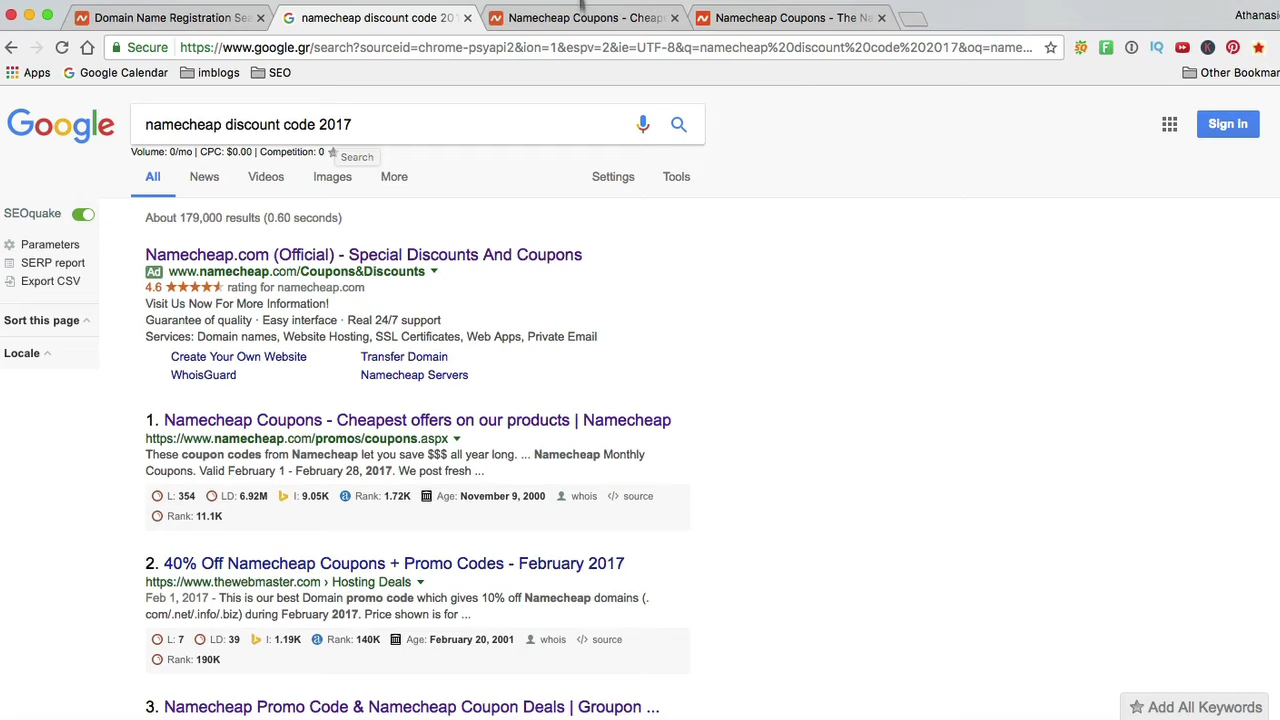 Domain Name Registration Sea
namecheap discount code 201
Namecheap Coupons - Cheape
Namecheap Coupons - The Na
Athanasi
Secure
https://www.google.gr/search?sourceid=chrome-psyapi2&ion=1&espv=2&ie=UTF-8&q=namecheap%20discount%20code%202017&oq=name...
Apps
Google Calendar
imblogs
SEO
Other Bookmar
Google
namecheap discount code 2017
Sign in
Volume: 0/mo | CPC: $0.00 | Competition: 0
Search
All
News
Videos
Images
More
Settings
Tools
SEOquake
Parameters
SERP report
Export CSV
Sort this page
Locale
About 179,000 results (0.60 seconds)
Namecheap.com (Official) - Special Discounts And Coupons
Ad www.namecheap.com/Coupons&Discounts
4.6 rating for namecheap.com
Visit Us Now For More Information!
Guarantee of quality · Easy interface · Real 24/7 support
Services: Domain names, Website Hosting, SSL Certificates, Web Apps, Private Email
Create Your Own Website
Transfer Domain
WhoisGuard
Namecheap Servers
1. Namecheap Coupons - Cheapest offers on our products | Namecheap
https://www.namecheap.com/promos/coupons.aspx
These coupon codes from Namecheap let you save $$$ all year long. ... Namecheap Monthly
Coupons. Valid February 1 - February 28, 2017. We post fresh ...
L: 354 LD: 6.92M I: 9.05K Rank: 1.72K Age: November 9, 2000 whois </> source
Rank: 11.1K
2. 40% Off Namecheap Coupons + Promo Codes - February 2017
https://www.thewebmaster.com › Hosting Deals
Feb 1, 2017 - This is our best Domain promo code which gives 10% off Namecheap domains (.
com/.net/.info/.biz) during February 2017. Price shown is for ...
L: 7 LD: 39 I: 1.19K Rank: 140K Age: February 20, 2001 whois </> source
Rank: 190K
3. Namecheap Promo Code & Namecheap Coupon Deals | Groupon ...
Add All Keywords